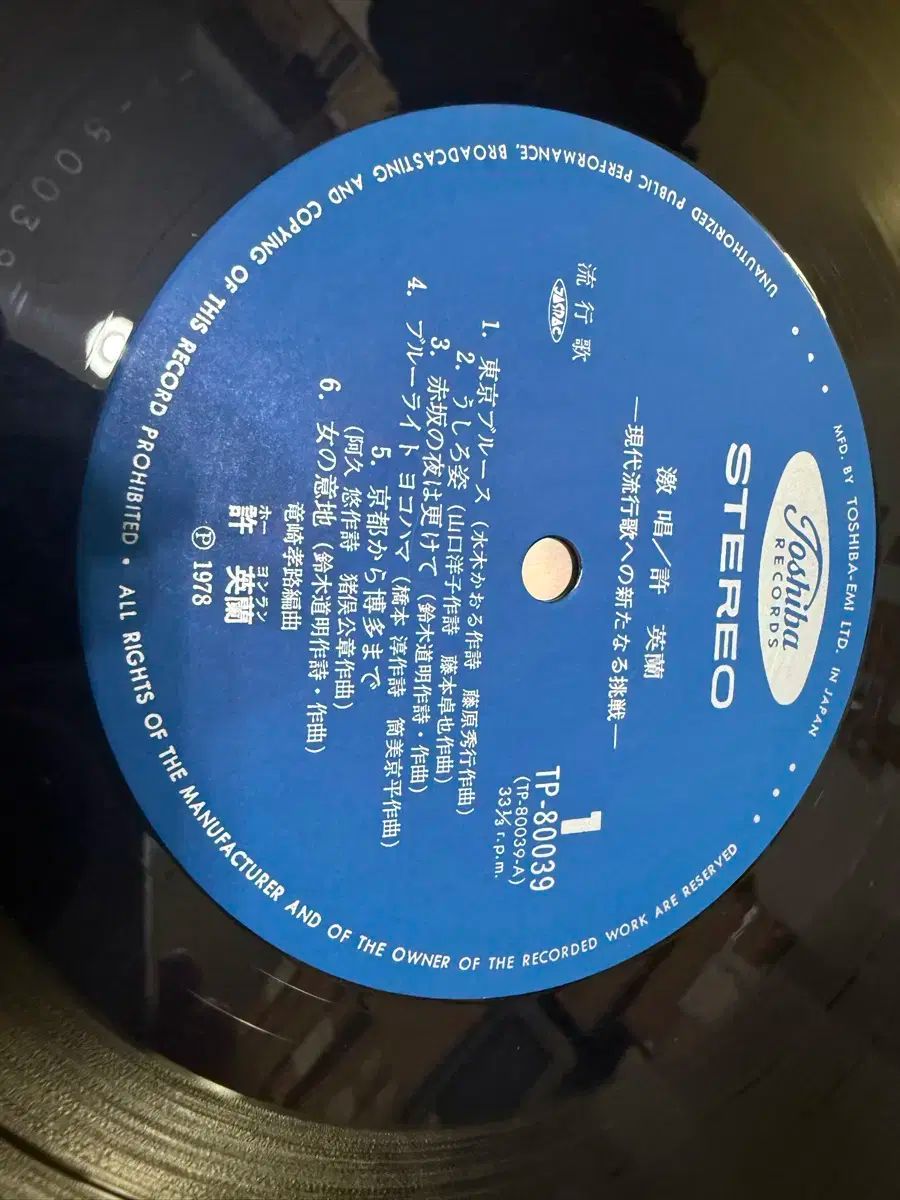 MFD. BY TOSHIBA-EMI LTD. IN JAPAN
Toshiba
RECORDS
STEREO
激唱／許 英蘭
―現代流行歌への新たなる挑戦―
流行歌
JASRAC
1
TP-80039
(TP-80039-A)
33⅓ r.p.m.
1. 東京ブルース (水木かおる作詩 藤原秀行作曲)
2. うしろ姿 (山口洋子作詩 藤本卓也作曲)
3. 赤坂の夜は更けて (鈴木道明作詩・作曲)
4. ブルーライト ヨコハマ (橋本 淳作詩 筒美京平作曲)
5. 京都から博多まで
(阿久 悠作詩 猪俣公章作曲)
6. 女の意地 (鈴木道明作詩・作曲)
竜崎孝路編曲
ホー ヨンラン
許 英蘭
Ⓟ 1978
UNAUTHORIZED PUBLIC PERFORMANCE, BROADCASTING AND COPYING OF THIS RECORD PROHIBITED • ALL RIGHTS OF THE MANUFACTURER AND OF THE OWNER OF THE RECORDED WORK ARE RESERVED